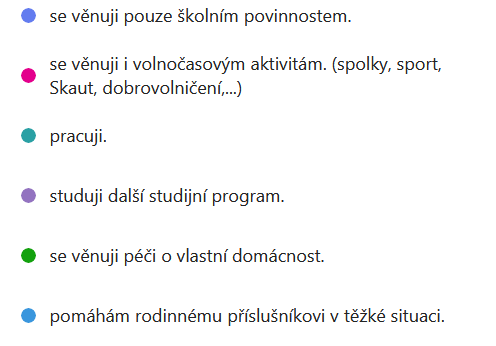 se věnuji pouze školním povinnostem.
se věnuji i volnočasovým aktivitám. (spolky, sport,
Skaut, dobrovolničení,...)
pracuji.
studuji další studijní program.
se věnuji péči o vlastní domácnost.
pomáhám rodinnému příslušníkovi v těžké situaci.